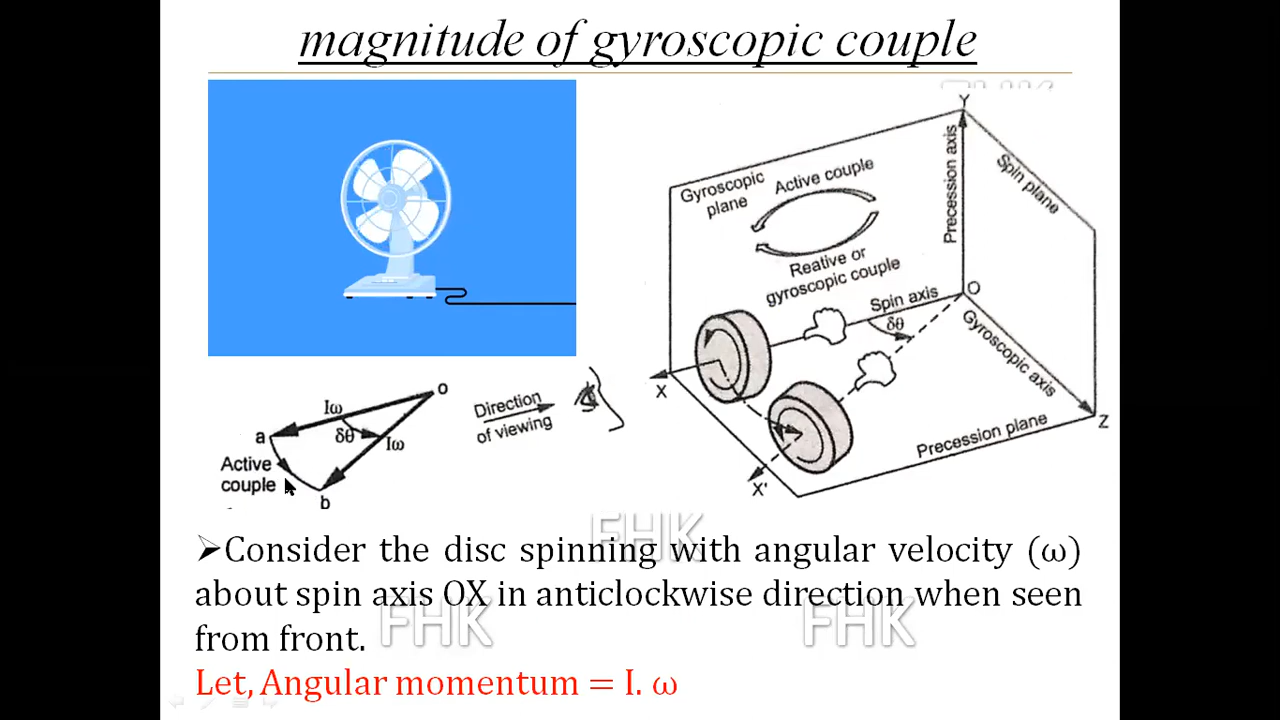 magnitude of gyroscopic couple
FHK
Y
Gyroscopic
plane
Active couple
Precession axis
Spin plane
Reative or
gyroscopic couple
Spin axis
O
δθ
Gyroscopic axis
X
X'
Z
Precession plane
o
Iω
a
δθ
Iω
Active
couple
b
Direction
of viewing
FHK
➢Consider the disc spinning with angular velocity (ω)
about spin axis OX in anticlockwise direction when seen
from front.
FHK
FHK
Let, Angular momentum = I. ω